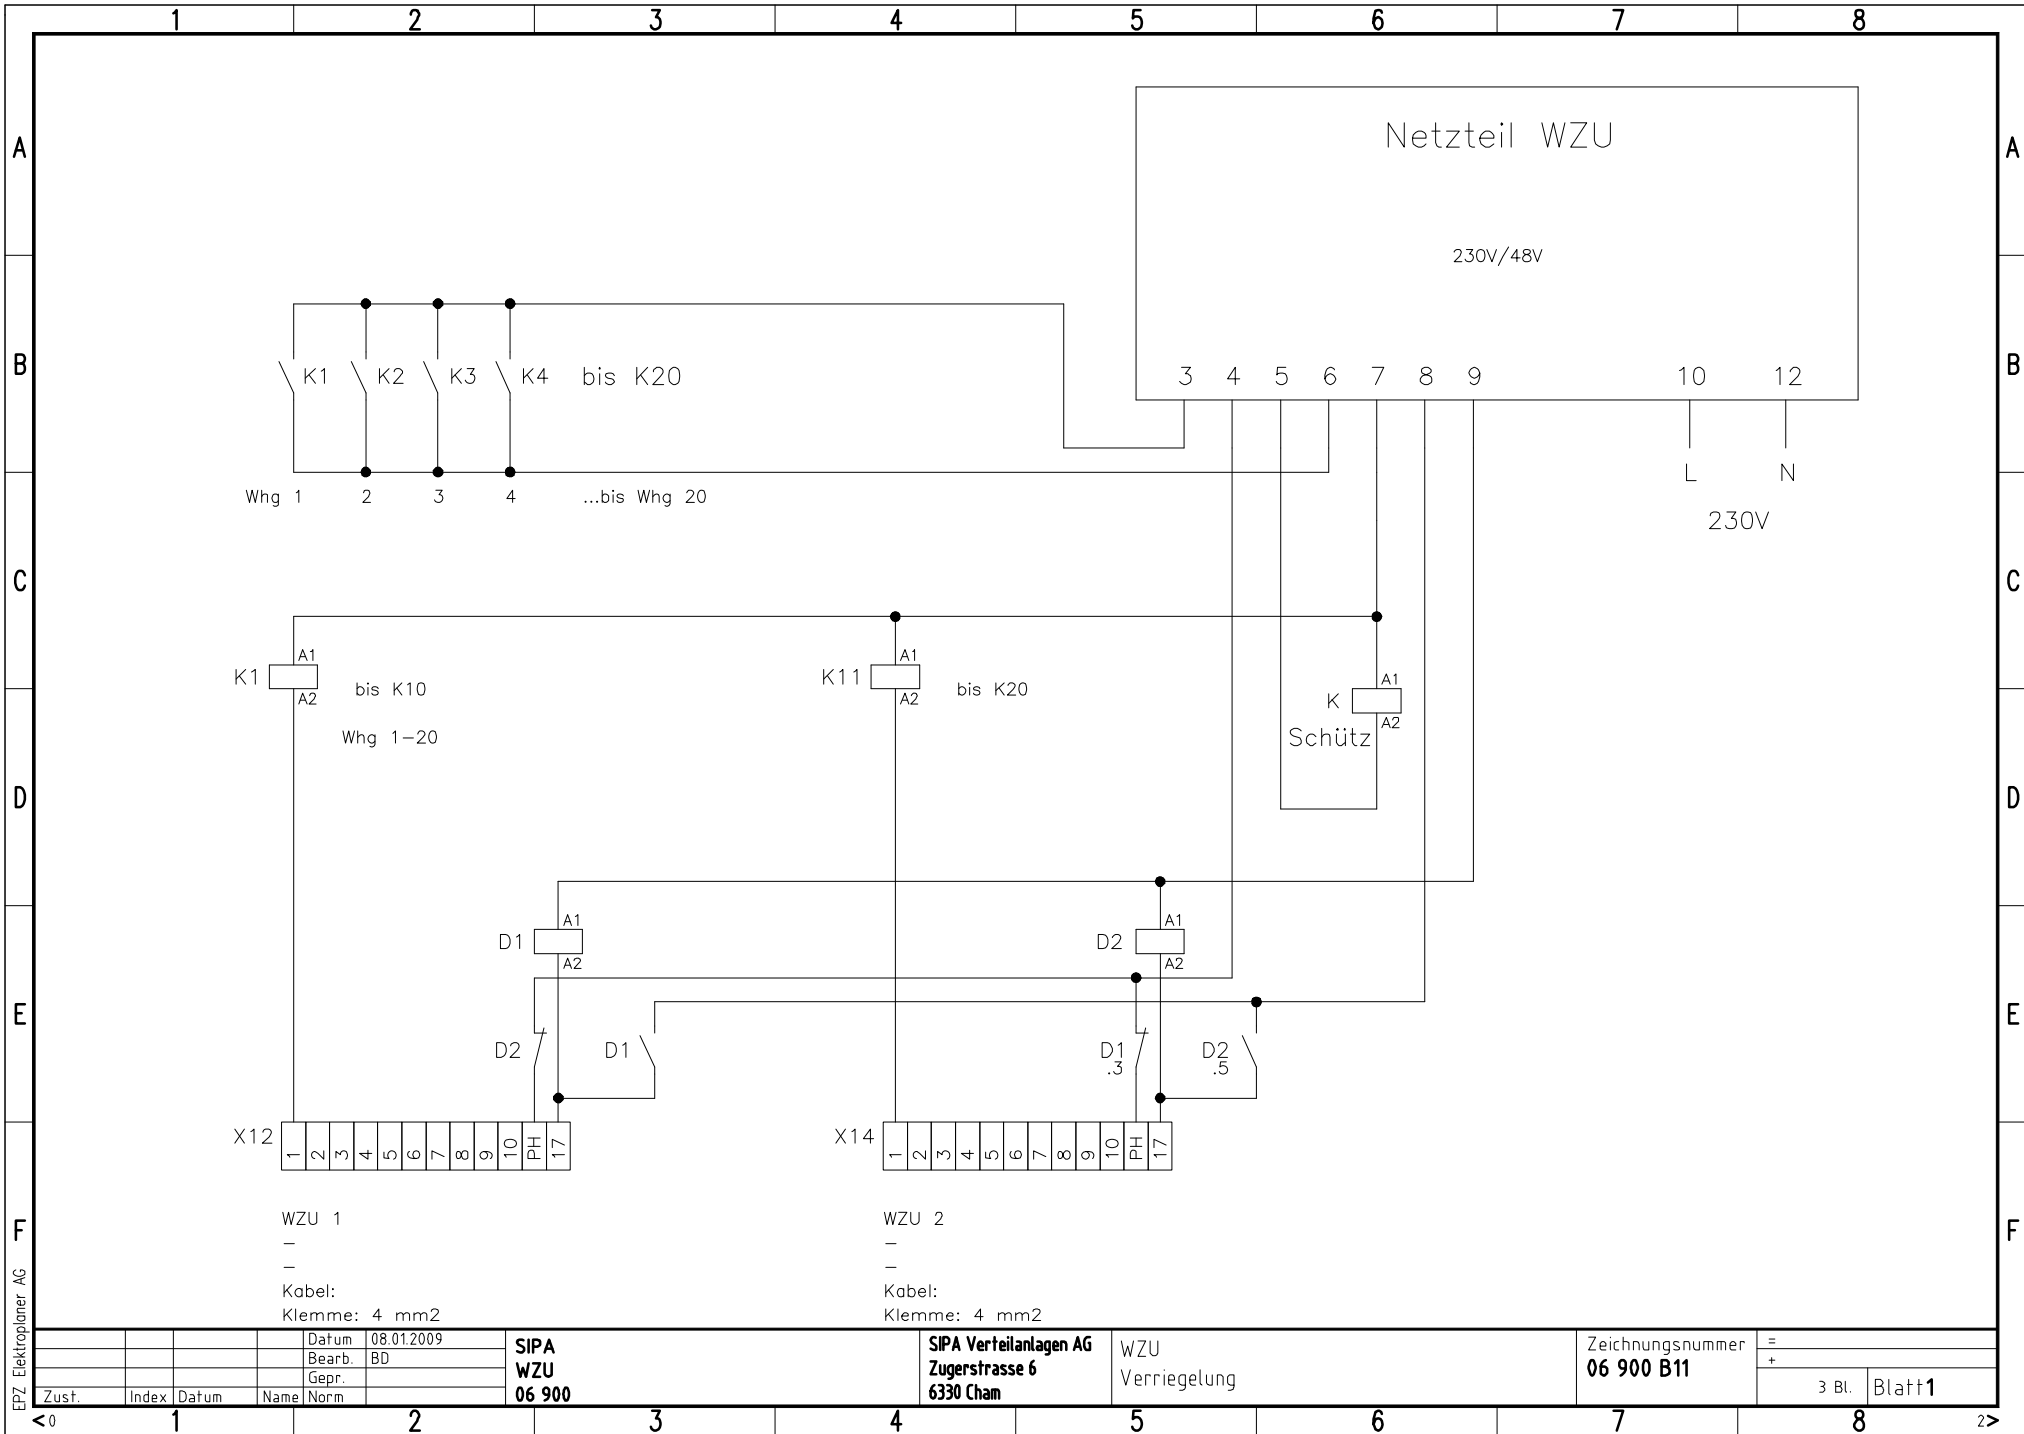 1 2 3 4 5 6 7 8
A A
Netzteil WZU
230V/48V
B B
K1 K2 K3 K4 bis K20
3 4 5 6 7 8 9 10 12
L N
Whg 1 2 3 4 ...bis Whg 20
230V
C C
K1 A1 A2 bis K10
Whg 1-20
K11 A1 A2 bis K20
K A1 A2
Schütz
D D
D1 A1 A2
D2 A1 A2
E E
D2 D1
D1 .3
D2 .5
X12 1 2 3 4 5 6 7 8 9 10 PH 17
X14 1 2 3 4 5 6 7 8 9 10 PH 17
F F
WZU 1
–
–
Kabel:
Klemme: 4 mm2
WZU 2
–
–
Kabel:
Klemme: 4 mm2
EPZ Elektroplaner AG
Zust. Index Datum Name
Datum 08.01.2009
Bearb. BD
Gepr.
Norm
SIPA
WZU
06 900
SIPA Verteilanlagen AG
Zugerstrasse 6
6330 Cham
WZU
Verriegelung
Zeichnungsnummer
06 900 B11
=
+
3 Bl. Blatt 1
<0 1 2 3 4 5 6 7 8 2>